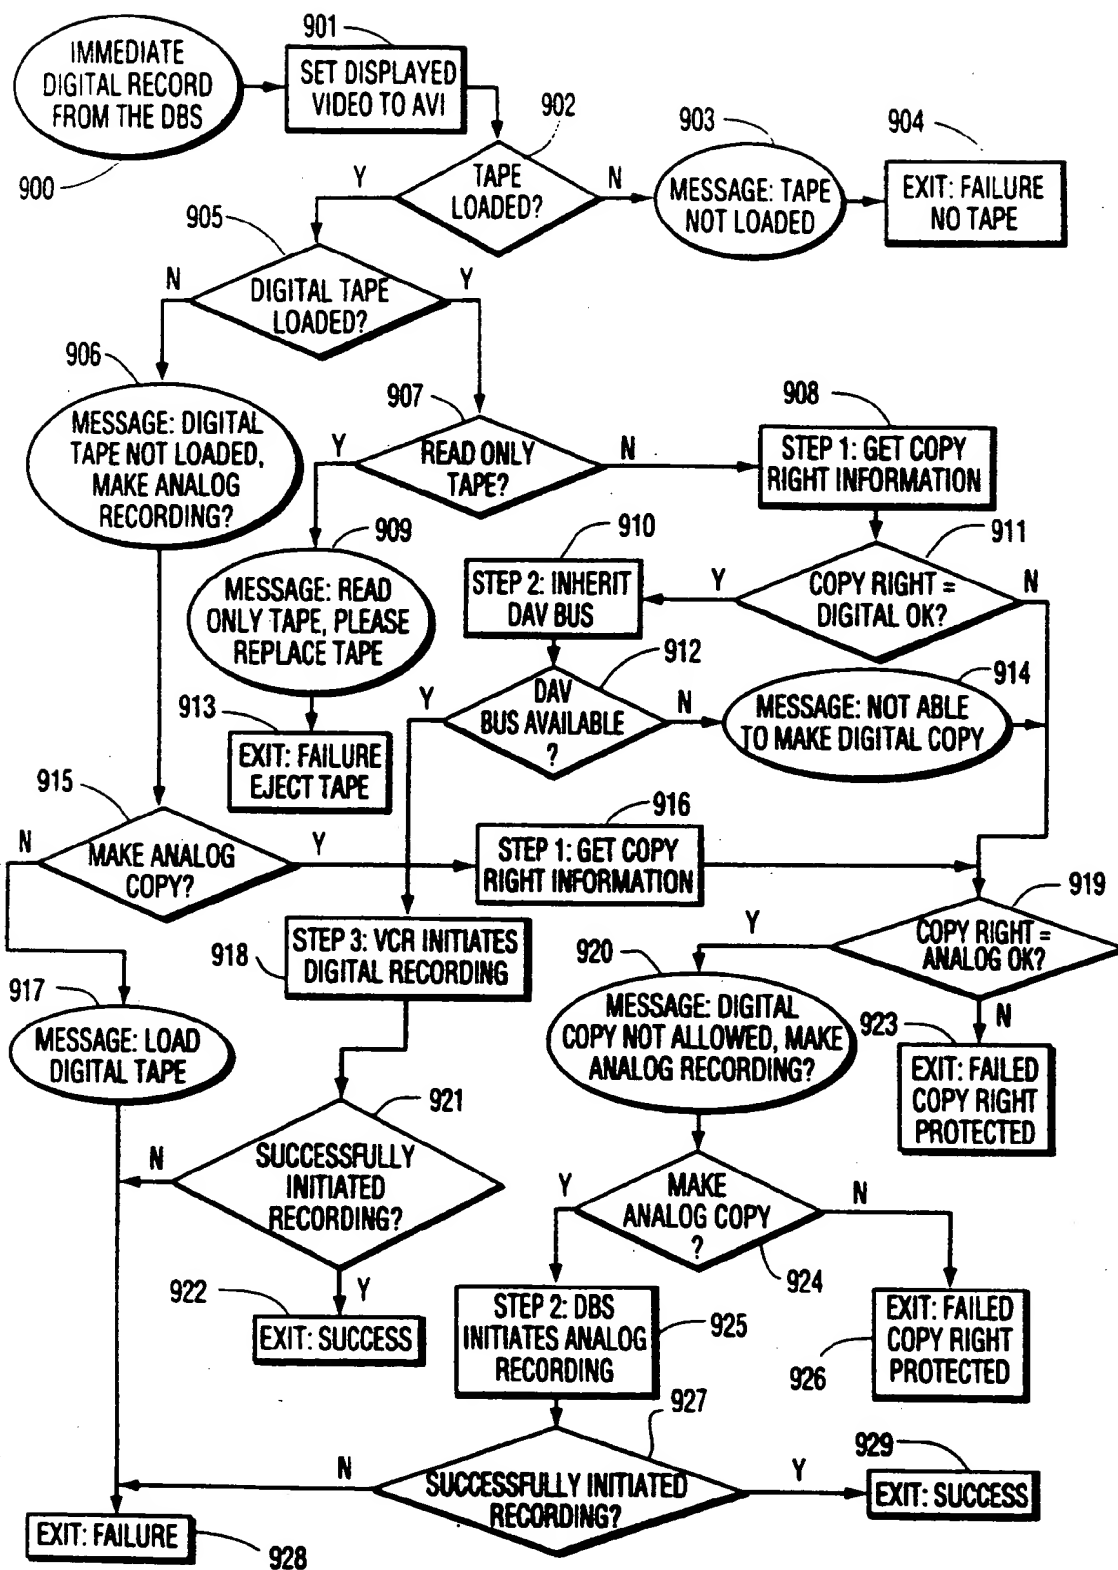 901
IMMEDIATE
DIGITAL RECORD
FROM THE DBS
900
SET DISPLAYED
VIDEO TO AVI
902
903
904
TAPE
LOADED?
Y
N
MESSAGE: TAPE
NOT LOADED
EXIT: FAILURE
NO TAPE
905
DIGITAL TAPE
LOADED?
N
Y
906
MESSAGE: DIGITAL
TAPE NOT LOADED,
MAKE ANALOG
RECORDING?
907
READ ONLY
TAPE?
Y
N
908
STEP 1: GET COPY
RIGHT INFORMATION
909
MESSAGE: READ
ONLY TAPE, PLEASE
REPLACE TAPE
910
STEP 2: INHERIT
DAV BUS
911
COPY RIGHT =
DIGITAL OK?
Y
N
912
DAV
BUS AVAILABLE
?
Y
N
914
MESSAGE: NOT ABLE
TO MAKE DIGITAL COPY
913
EXIT: FAILURE
EJECT TAPE
915
MAKE ANALOG
COPY?
N
Y
916
STEP 1: GET COPY
RIGHT INFORMATION
919
COPY RIGHT =
ANALOG OK?
Y
N
918
STEP 3: VCR INITIATES
DIGITAL RECORDING
920
MESSAGE: DIGITAL
COPY NOT ALLOWED, MAKE
ANALOG RECORDING?
917
MESSAGE: LOAD
DIGITAL TAPE
923
EXIT: FAILED
COPY RIGHT
PROTECTED
921
SUCCESSFULLY
INITIATED
RECORDING?
N
Y
MAKE
ANALOG COPY
?
Y
N
924
922
EXIT: SUCCESS
STEP 2: DBS
INITIATES ANALOG
RECORDING
925
EXIT: FAILED
COPY RIGHT
PROTECTED
926
927
SUCCESSFULLY INITIATED
RECORDING?
N
Y
929
EXIT: SUCCESS
EXIT: FAILURE
928